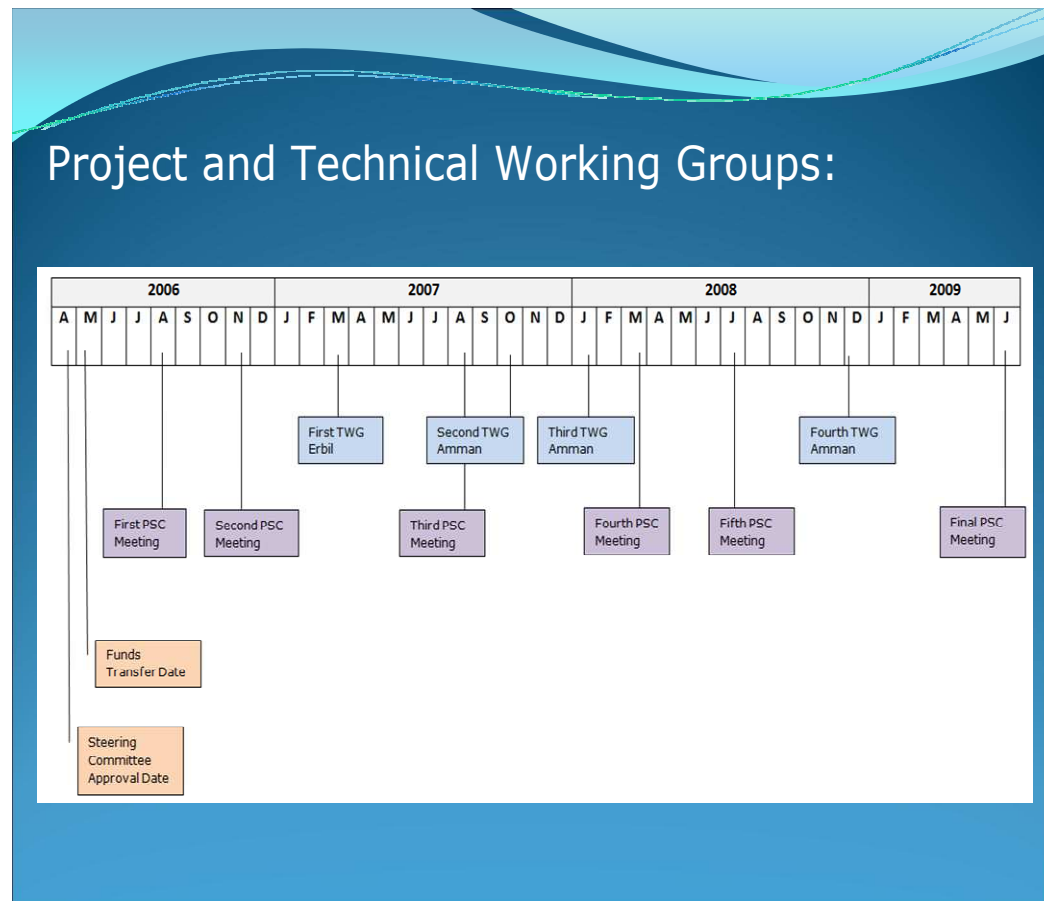 Project and Technical Working Groups:
2006 2007 2008 2009
A M J J A S O N D J F M A M J J A S O N D J F M A M J J A S O N D J F M A M J
First TWG
Erbil
Second TWG
Amman
Third TWG
Amman
Fourth TWG
Amman
First PSC
Meeting
Second PSC
Meeting
Third PSC
Meeting
Fourth PSC
Meeting
Fifth PSC
Meeting
Final PSC
Meeting
Funds
Transfer Date
Steering
Committee
Approval Date